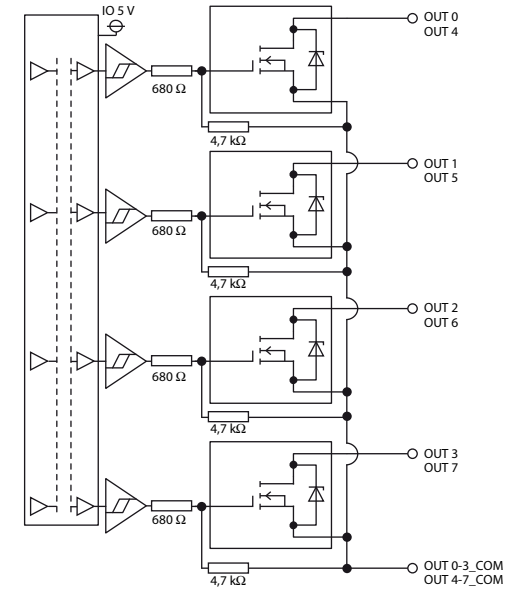 IO 5 V
OUT 0
OUT 4
680 Ω
4,7 kΩ
OUT 1
OUT 5
680 Ω
4,7 kΩ
OUT 2
OUT 6
680 Ω
4,7 kΩ
OUT 3
OUT 7
680 Ω
4,7 kΩ
OUT 0-3_COM
OUT 4-7_COM